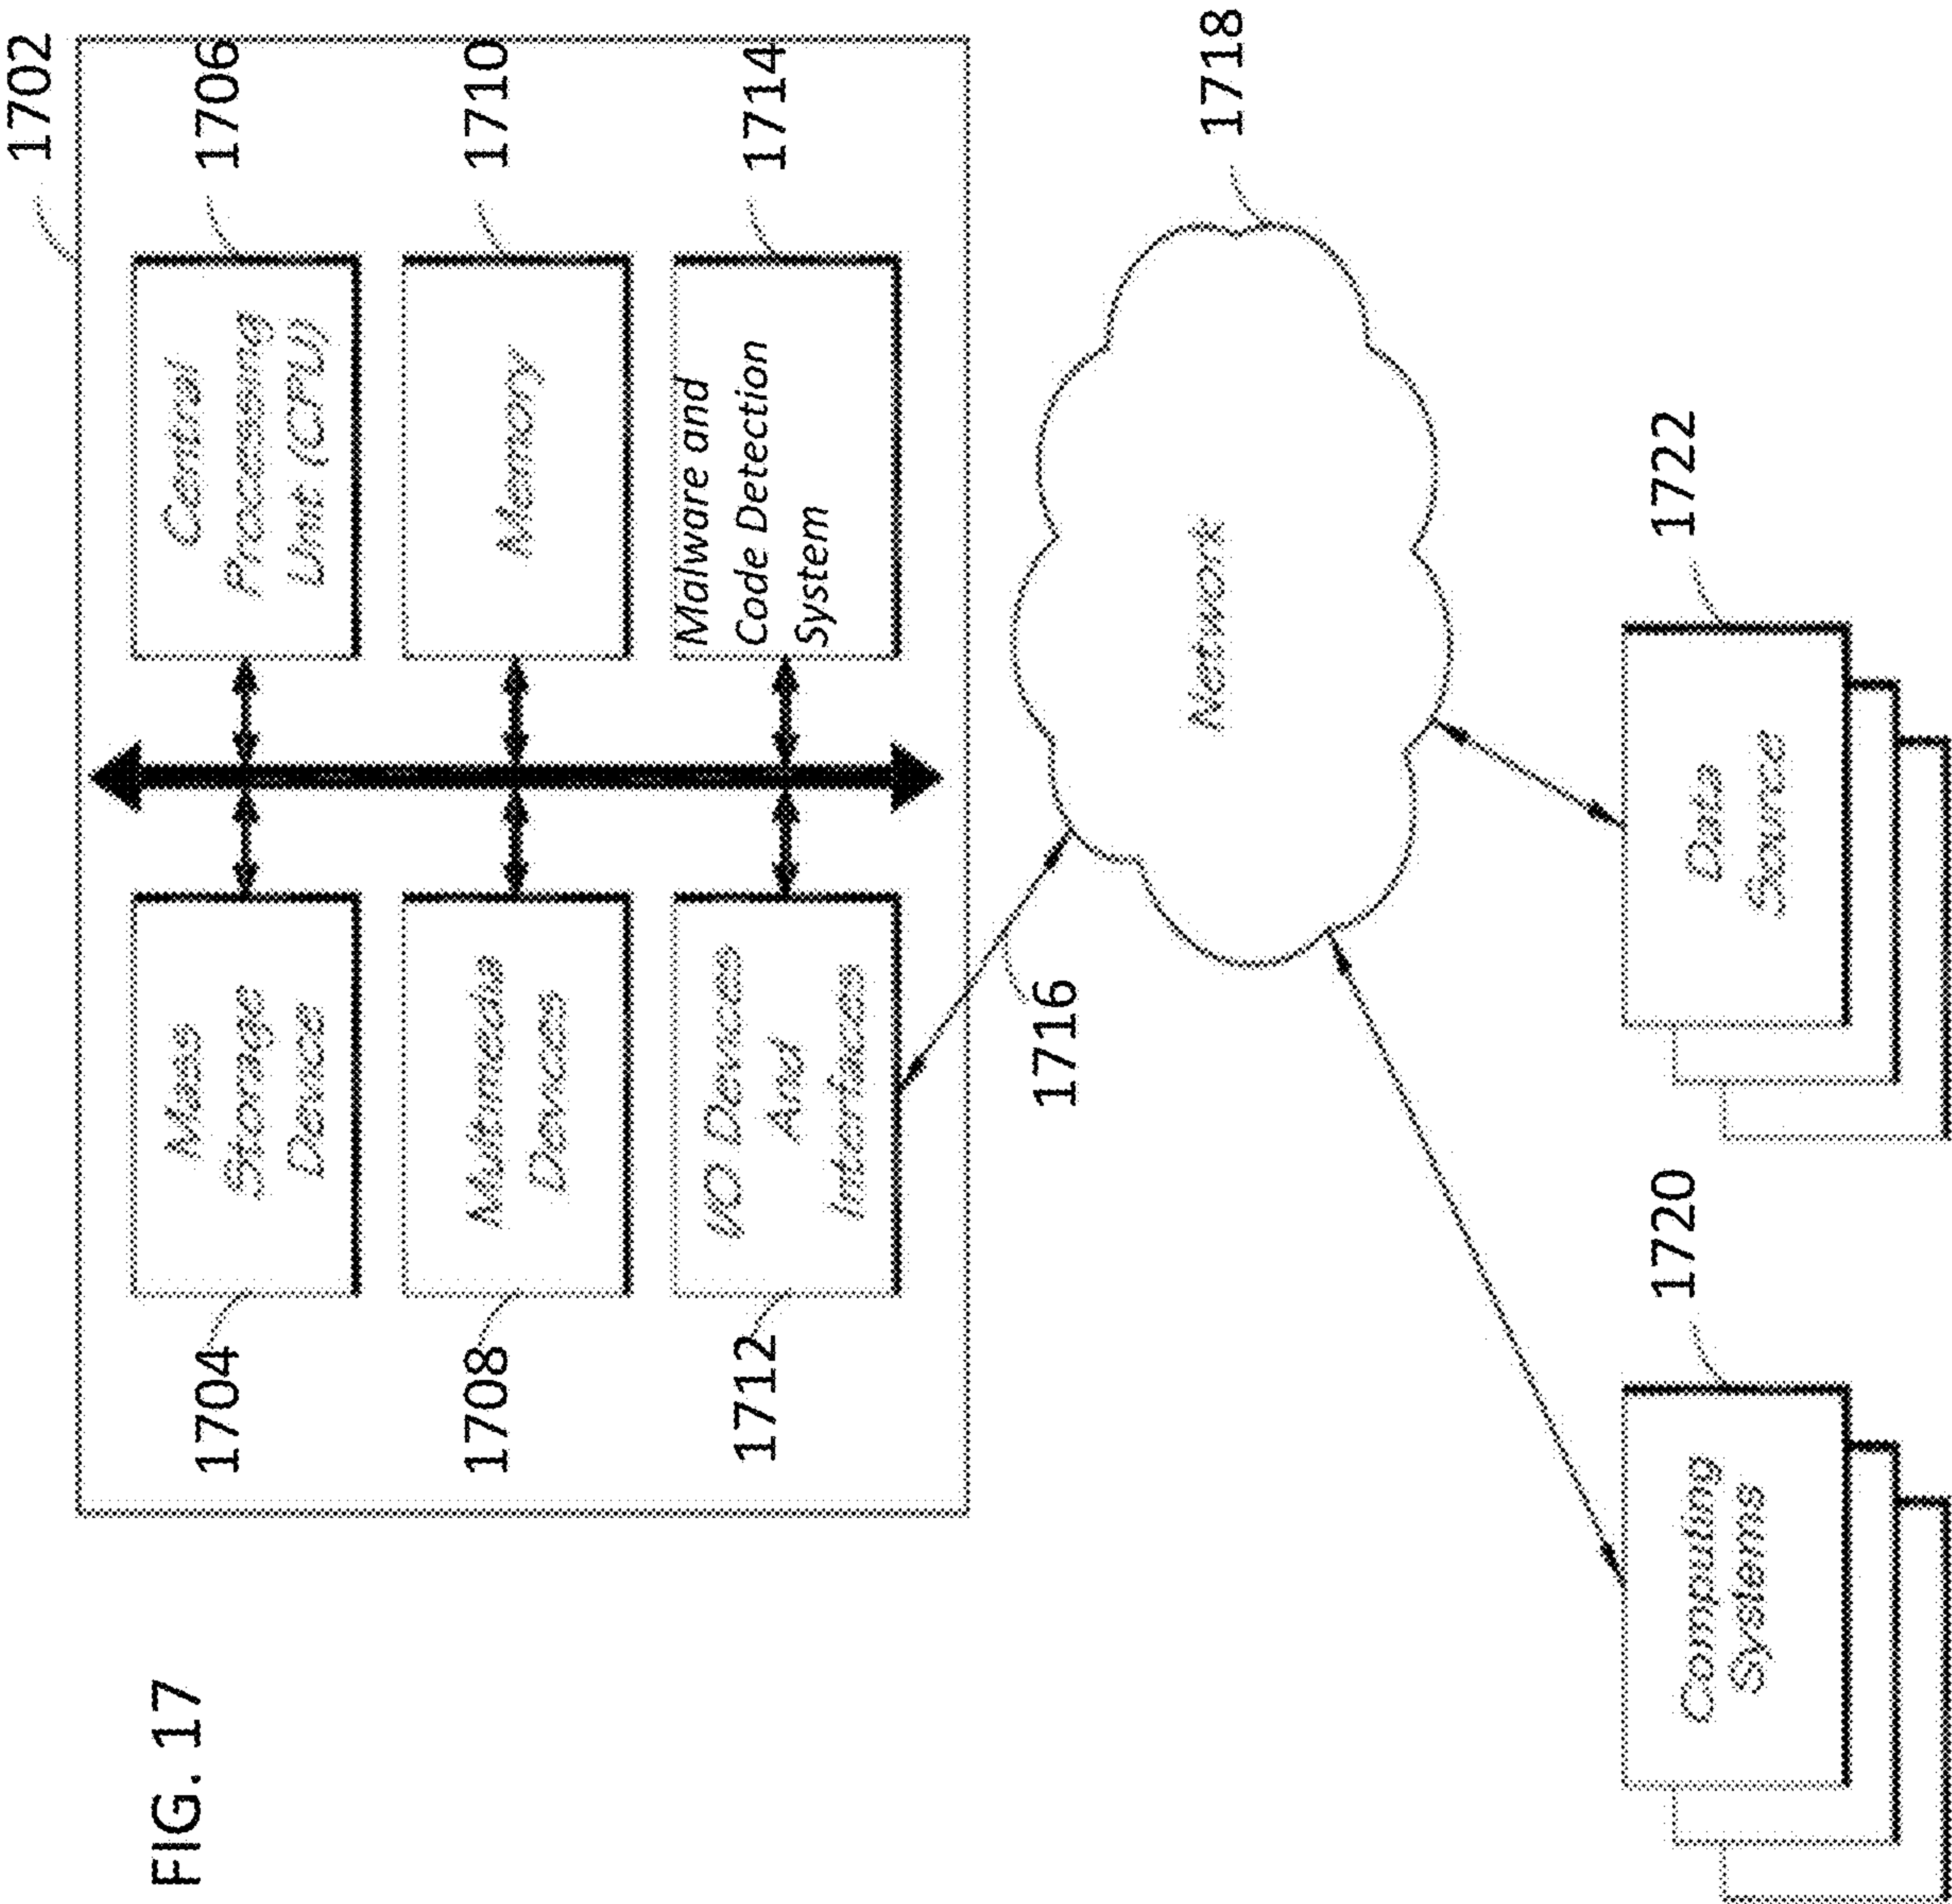 FIG. 17
1702
1704
Mass
Storage
Device
Central
Processing
Unit (CPU)
1706
1708
Multimedia
Devices
Memory
1710
1712
I/O Devices
And
Interfaces
Malware and
Code Detection
System
1714
1716
Network
1718
Computing
Systems
1720
Data
Source
1722